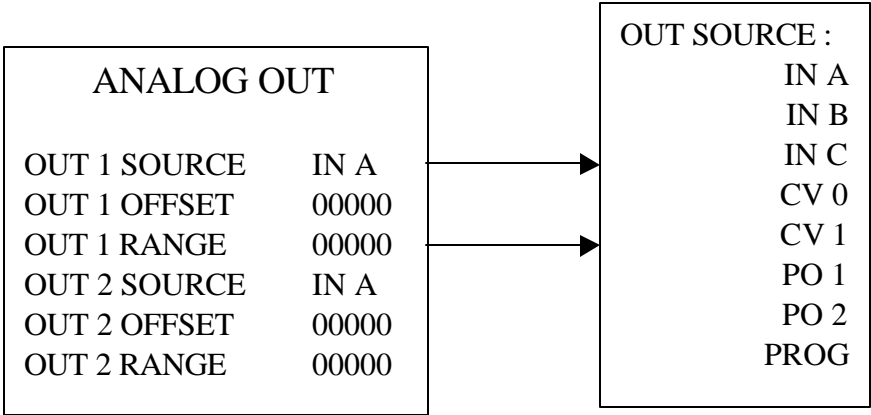 ANALOG OUT
OUT 1 SOURCE IN A
OUT 1 OFFSET 00000
OUT 1 RANGE 00000
OUT 2 SOURCE IN A
OUT 2 OFFSET 00000
OUT 2 RANGE 00000
OUT SOURCE :
IN A
IN B
IN C
CV 0
CV 1
PO 1
PO 2
PROG